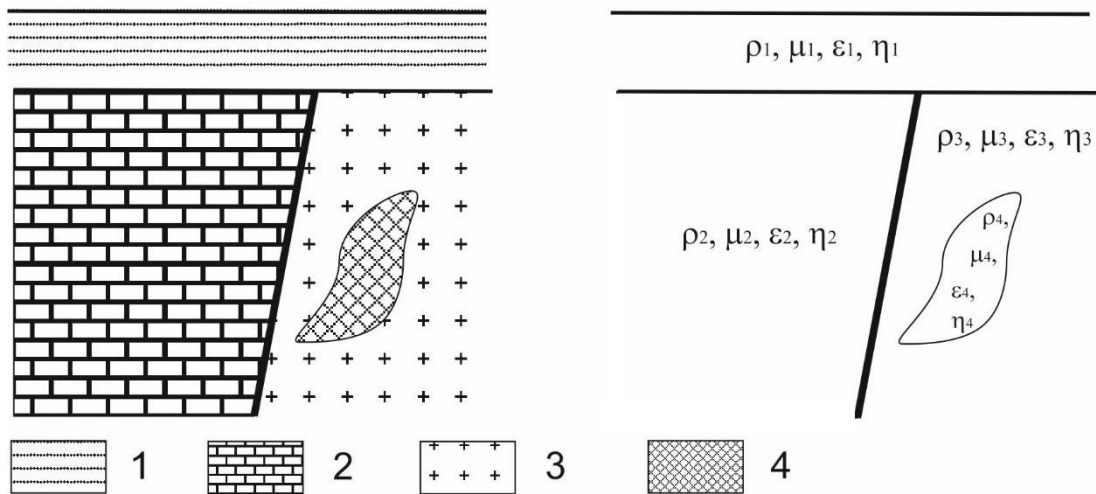 ρ1, μ1, ε1, η1
ρ3, μ3, ε3, η3
ρ2, μ2, ε2, η2
ρ4,
μ4,
ε4,
η4
1 2 3 4